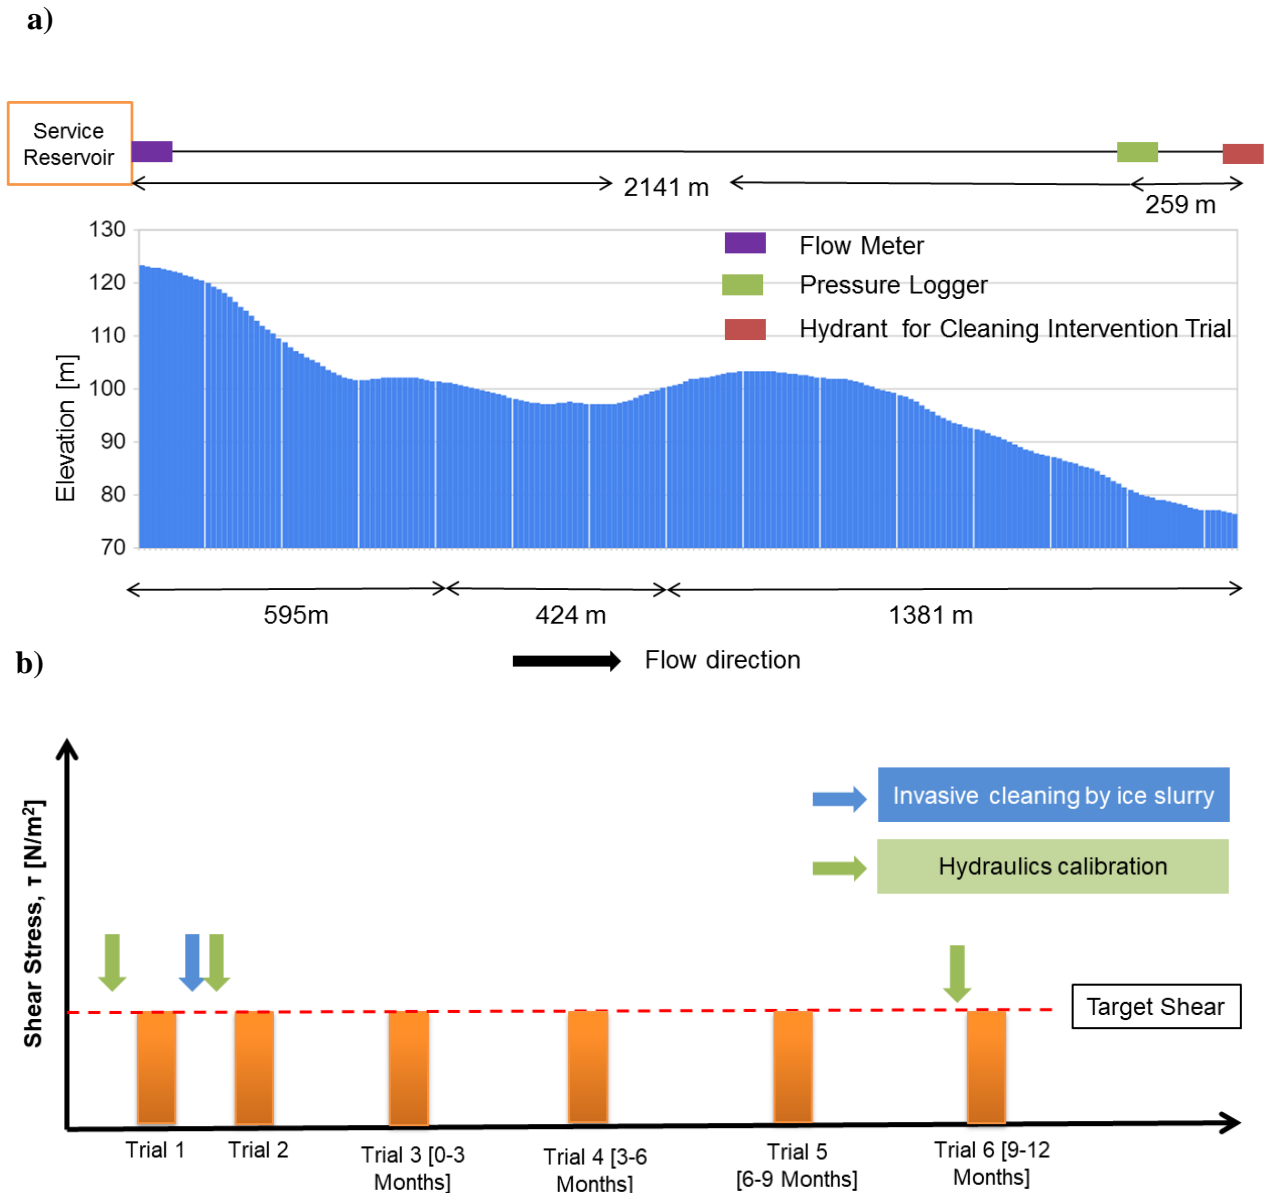 a)
Service
Reservoir
2141 m
259 m
130
120
110
100
90
80
70
Elevation [m]
Flow Meter
Pressure Logger
Hydrant for Cleaning Intervention Trial
595m
424 m
1381 m
Flow direction
b)
Shear Stress, τ [N/m²]
Invasive cleaning by ice slurry
Hydraulics calibration
Target Shear
Trial 1
Trial 2
Trial 3 [0-3
Months]
Trial 4 [3-6
Months]
Trial 5
[6-9 Months]
Trial 6 [9-12
Months]